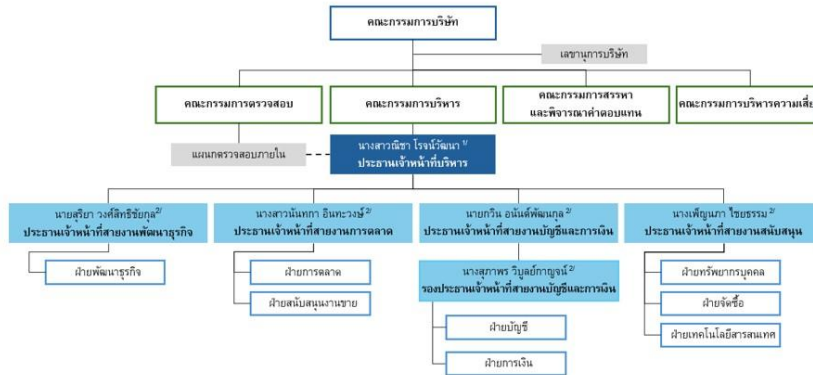 คณะกรรมการบริษัท
เลขานุการบริษัท
คณะกรรมการตรวจสอบ
คณะกรรมการบริหาร
คณะกรรมการสรรหา
และพิจารณาค่าตอบแทน
คณะกรรมการบริหารความเสี่ย
แผนกตรวจสอบภายใน
นางสาวณิชา โรจน์วัฒนา 1/
ประธานเจ้าหน้าที่บริหาร
นายสุริยา วงศ์สิทธิชัยกุล 2/
ประธานเจ้าหน้าที่สายงานพัฒนาธุรกิจ
นางสาวนันทกา อินทะวงษ์ 2/
ประธานเจ้าหน้าที่สายงานการตลาด
นายกวิน อนันต์พัฒนกุล 2/
ประธานเจ้าหน้าที่สายงานบัญชีและการเงิน
นางเพ็ญนภา ไชยธรรม 2/
ประธานเจ้าหน้าที่สายงานสนับสนุน
ฝ่ายพัฒนาธุรกิจ
ฝ่ายการตลาด
ฝ่ายสนับสนุนงานขาย
นางสุภาพร วิบูลย์กาญจน์ 2/
รองประธานเจ้าหน้าที่สายงานบัญชีและการเงิน
ฝ่ายบัญชี
ฝ่ายการเงิน
ฝ่ายทรัพยากรบุคคล
ฝ่ายจัดซื้อ
ฝ่ายเทคโนโลยีสารสนเทศ